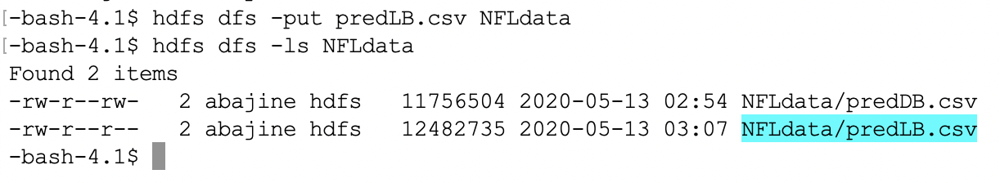 [-bash-4.1$ hdfs dfs -put predLB.csv NFLdata
[-bash-4.1$ hdfs dfs -ls NFLdata
Found 2 items
-rw-r--rw-   2 abajine hdfs   11756504 2020-05-13 02:54 NFLdata/predDB.csv
-rw-r--r--   2 abajine hdfs   12482735 2020-05-13 03:07 NFLdata/predLB.csv
-bash-4.1$